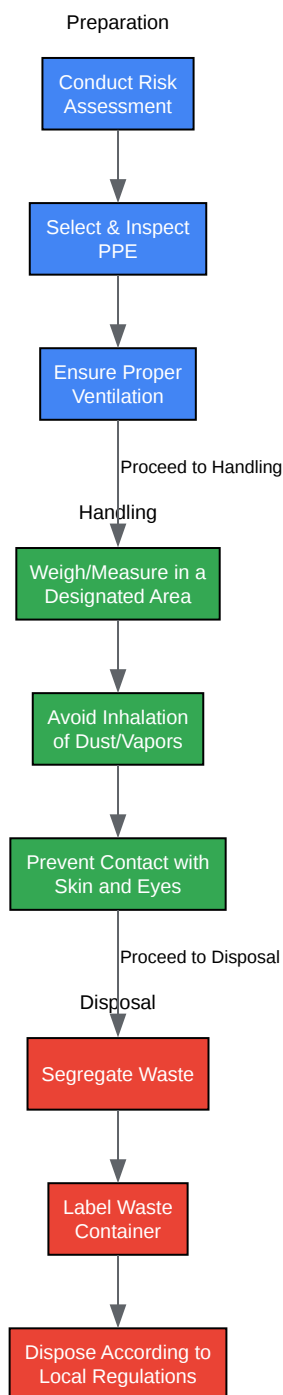 Preparation
Conduct Risk
Assessment
Select & Inspect
PPE
Ensure Proper
Ventilation
Proceed to Handling
Handling
Weigh/Measure in a
Designated Area
Avoid Inhalation
of Dust/Vapors
Prevent Contact with
Skin and Eyes
Proceed to Disposal
Disposal
Segregate Waste
Label Waste
Container
Dispose According to
Local Regulations